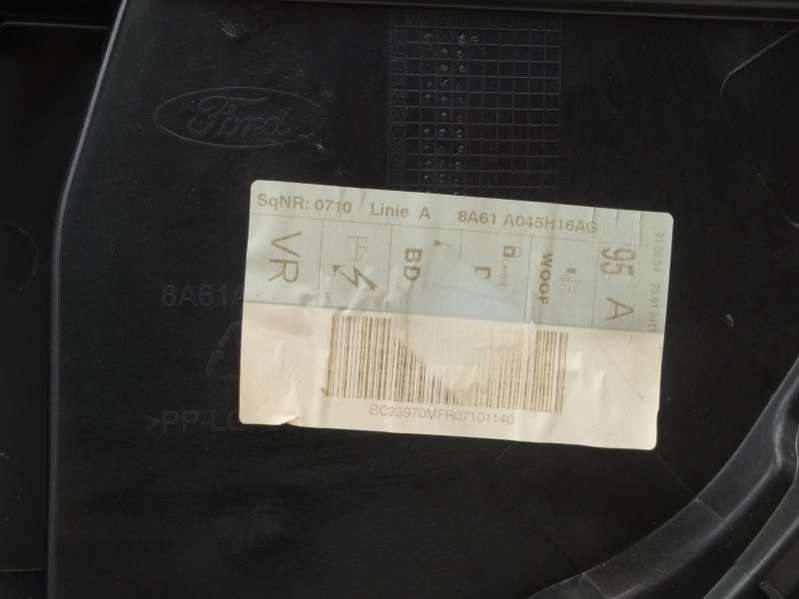 Ford
SqNR: 0710 Linie A 8A61 A045H16AG
VR
BD
WOOF
95 A
8A61A
BC23970MFR07101140
>PP-L